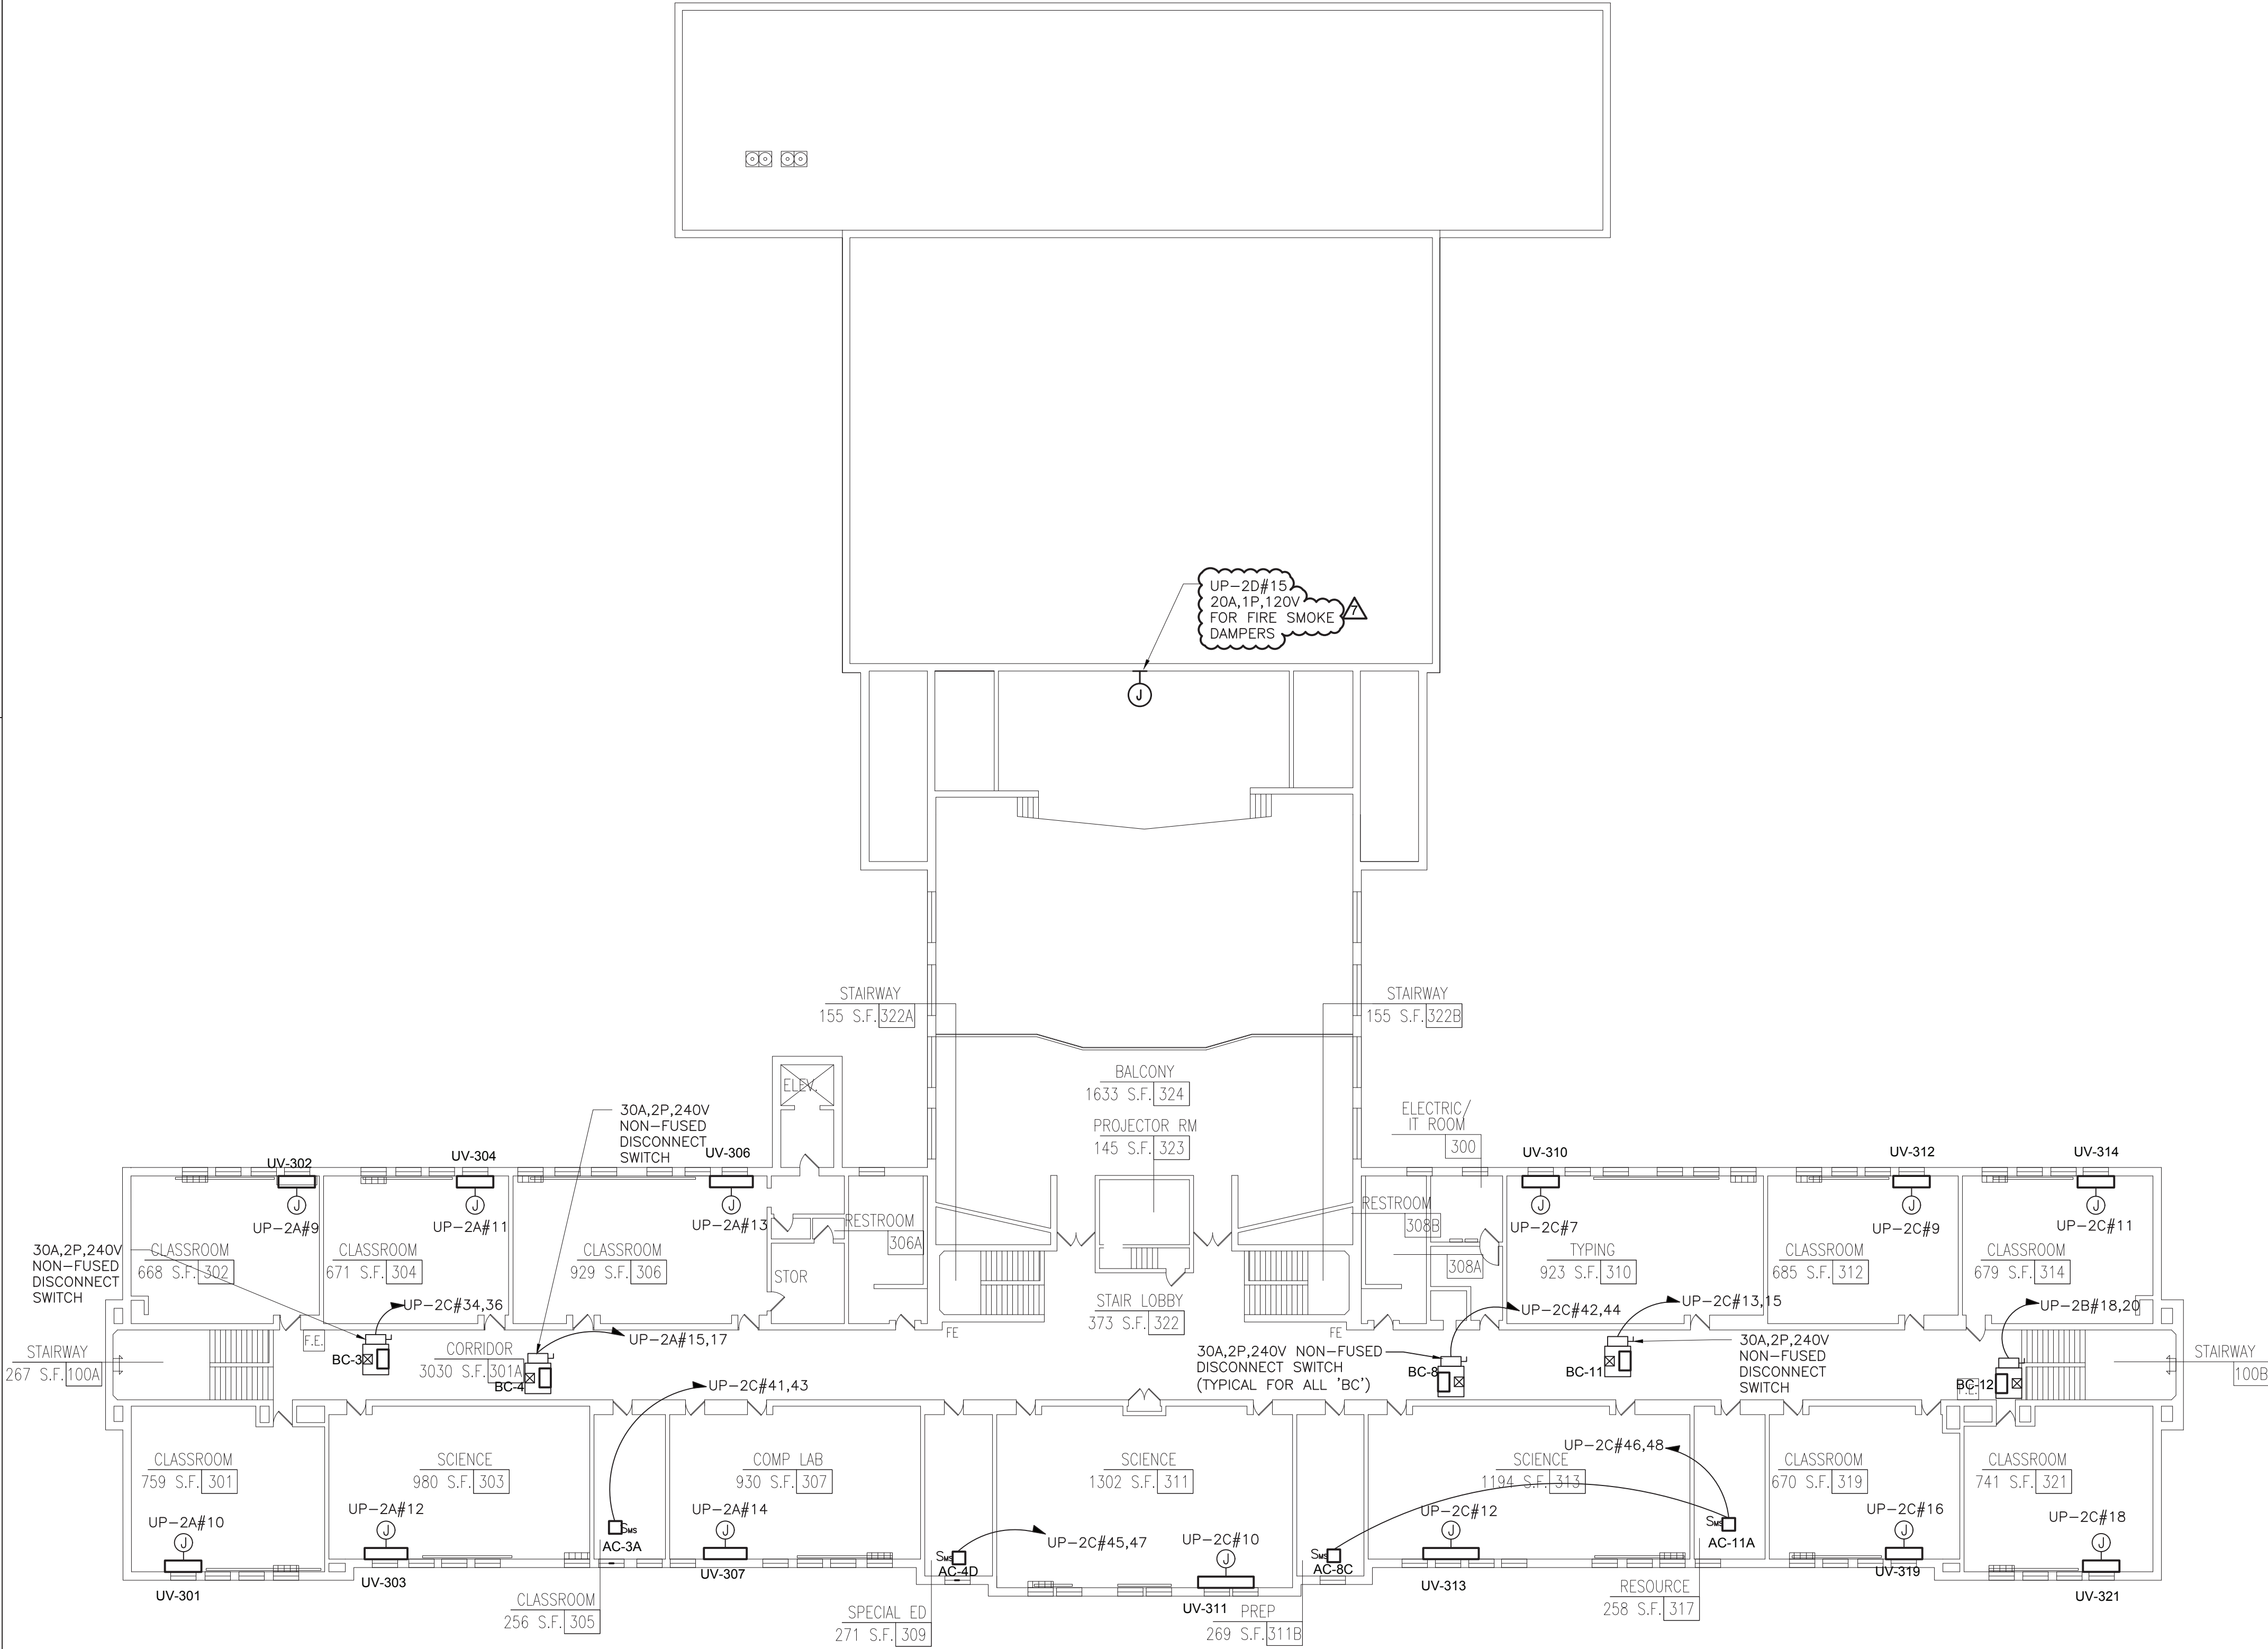 UP-2D#15
20A,1P,120V
FOR FIRE SMOKE
DAMPERS
7
J
STAIRWAY
155 S.F. 322A
STAIRWAY
155 S.F. 322B
BALCONY
1633 S.F. 324
PROJECTOR RM
145 S.F. 323
ELEV.
30A,2P,240V
NON-FUSED
DISCONNECT
SWITCH
ELECTRIC/
IT ROOM
300
UV-302
UV-304
UV-306
UV-310
UV-312
UV-314
J
J
J
J
J
J
UP-2A#9
UP-2A#11
UP-2A#13
UP-2C#7
UP-2C#9
UP-2C#11
RESTROOM
306A
RESTROOM
308B
308A
30A,2P,240V
NON-FUSED
DISCONNECT
SWITCH
CLASSROOM
668 S.F. 302
CLASSROOM
671 S.F. 304
CLASSROOM
929 S.F. 306
STOR
TYPING
923 S.F. 310
CLASSROOM
685 S.F. 312
CLASSROOM
679 S.F. 314
STAIR LOBBY
373 S.F. 322
UP-2C#34,36
UP-2A#15,17
UP-2C#42,44
UP-2C#13,15
UP-2B#18,20
F.E.
FE
FE
STAIRWAY
267 S.F. 100A
BC-3
CORRIDOR
3030 S.F. 301A
BC-4
30A,2P,240V NON-FUSED
DISCONNECT SWITCH
(TYPICAL FOR ALL 'BC')
BC-8
BC-11
30A,2P,240V
NON-FUSED
DISCONNECT
SWITCH
BC-12
F.E.
STAIRWAY
100B
UP-2C#41,43
UP-2C#46,48
CLASSROOM
759 S.F. 301
SCIENCE
980 S.F. 303
COMP LAB
930 S.F. 307
SCIENCE
1302 S.F. 311
SCIENCE
1194 S.F. 313
CLASSROOM
670 S.F. 319
CLASSROOM
741 S.F. 321
UP-2A#10
J
UP-2A#12
J
UP-2A#14
J
UP-2C#45,47
UP-2C#10
J
UP-2C#12
J
UP-2C#16
J
UP-2C#18
J
SMS
AC-3A
SMS
AC-4D
SMS
AC-8C
SMS
AC-11A
UV-301
UV-303
UV-307
UV-311
UV-313
UV-319
UV-321
CLASSROOM
256 S.F. 305
SPECIAL ED
271 S.F. 309
PREP
269 S.F. 311B
RESOURCE
258 S.F. 317